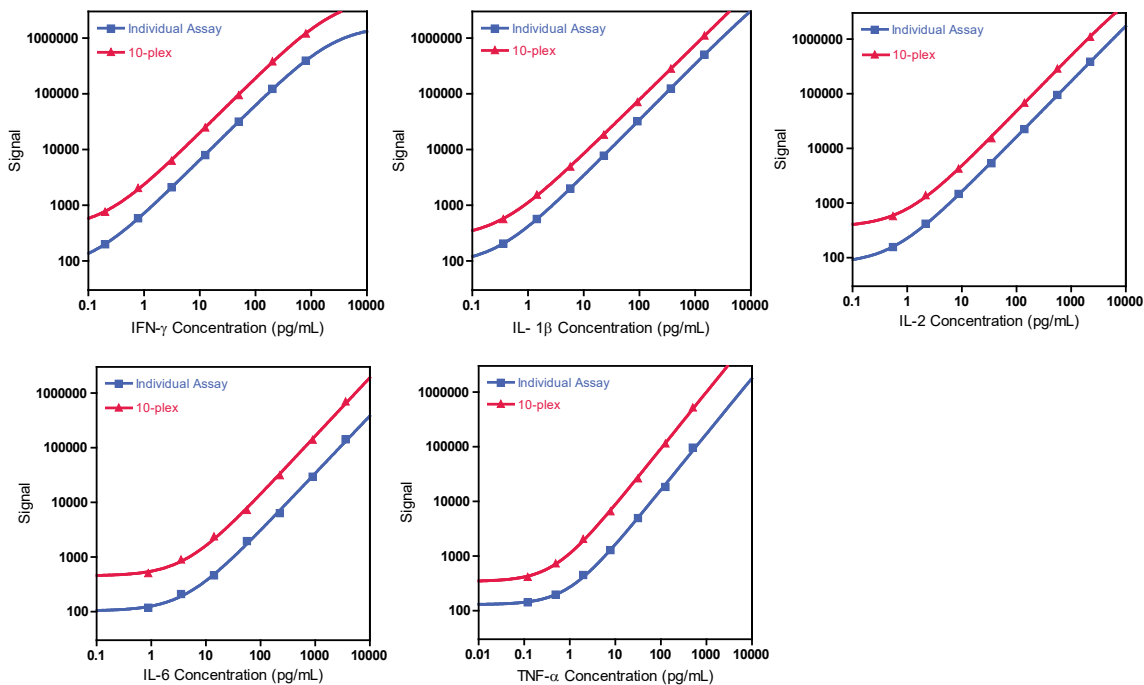 Individual Assay
10-plex
Signal
1000000
100000
10000
1000
100
0.1 1 10 100 1000 10000
IFN-γ Concentration (pg/mL)
Individual Assay
10-plex
Signal
1000000
100000
10000
1000
100
0.1 1 10 100 1000 10000
IL- 1β Concentration (pg/mL)
Individual Assay
10-plex
Signal
1000000
100000
10000
1000
100
0.1 1 10 100 1000 10000
IL-2 Concentration (pg/mL)
Individual Assay
10-plex
Signal
1000000
100000
10000
1000
100
0.1 1 10 100 1000 10000
IL-6 Concentration (pg/mL)
Individual Assay
10-plex
Signal
1000000
100000
10000
1000
100
0.01 0.1 1 10 100 1000 10000
TNF-α Concentration (pg/mL)